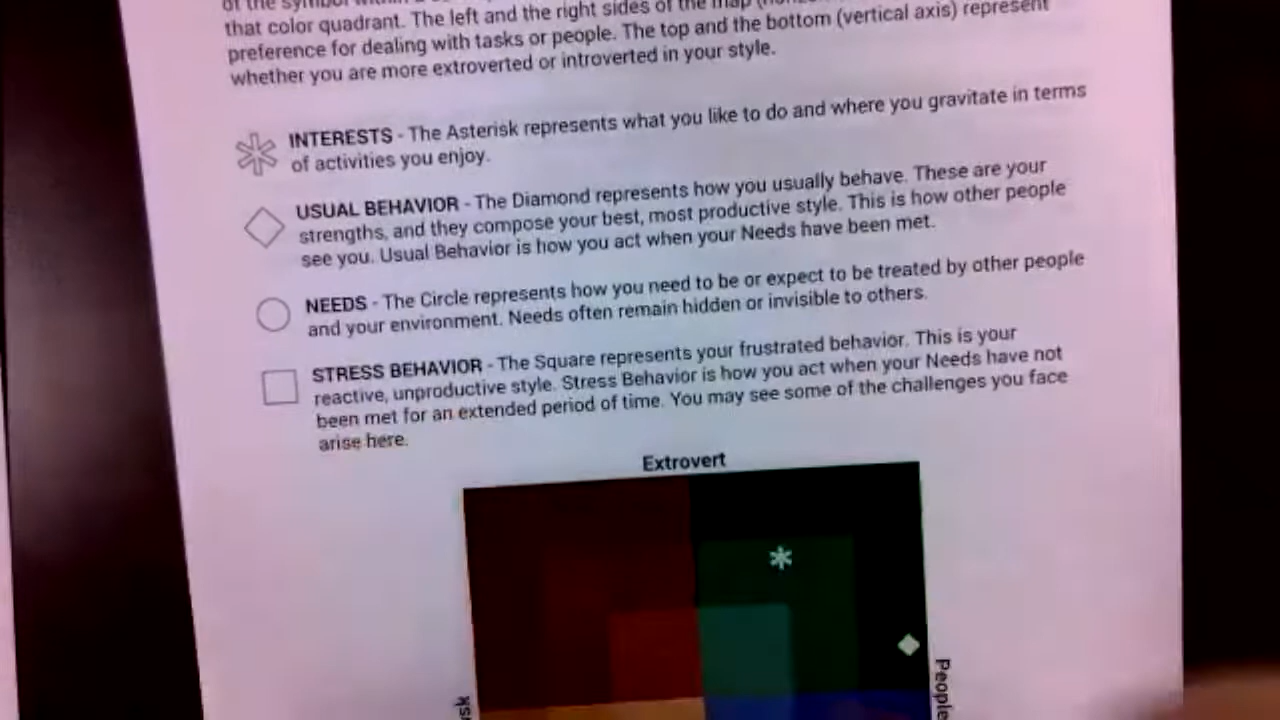 of the symbol within a
that color quadrant. The left and the right sides of the map
preference for dealing with tasks or people. The top and the bottom (vertical axis) represent
whether you are more extroverted or introverted in your style.
INTERESTS - The Asterisk represents what you like to do and where you gravitate in terms
of activities you enjoy.
USUAL BEHAVIOR - The Diamond represents how you usually behave. These are your
strengths, and they compose your best, most productive style. This is how other people
see you. Usual Behavior is how you act when your Needs have been met.
NEEDS - The Circle represents how you need to be or expect to be treated by other people
and your environment. Needs often remain hidden or invisible to others.
STRESS BEHAVIOR - The Square represents your frustrated behavior. This is your
reactive, unproductive style. Stress Behavior is how you act when your Needs have not
been met for an extended period of time. You may see some of the challenges you face
arise here.
Extrovert
People